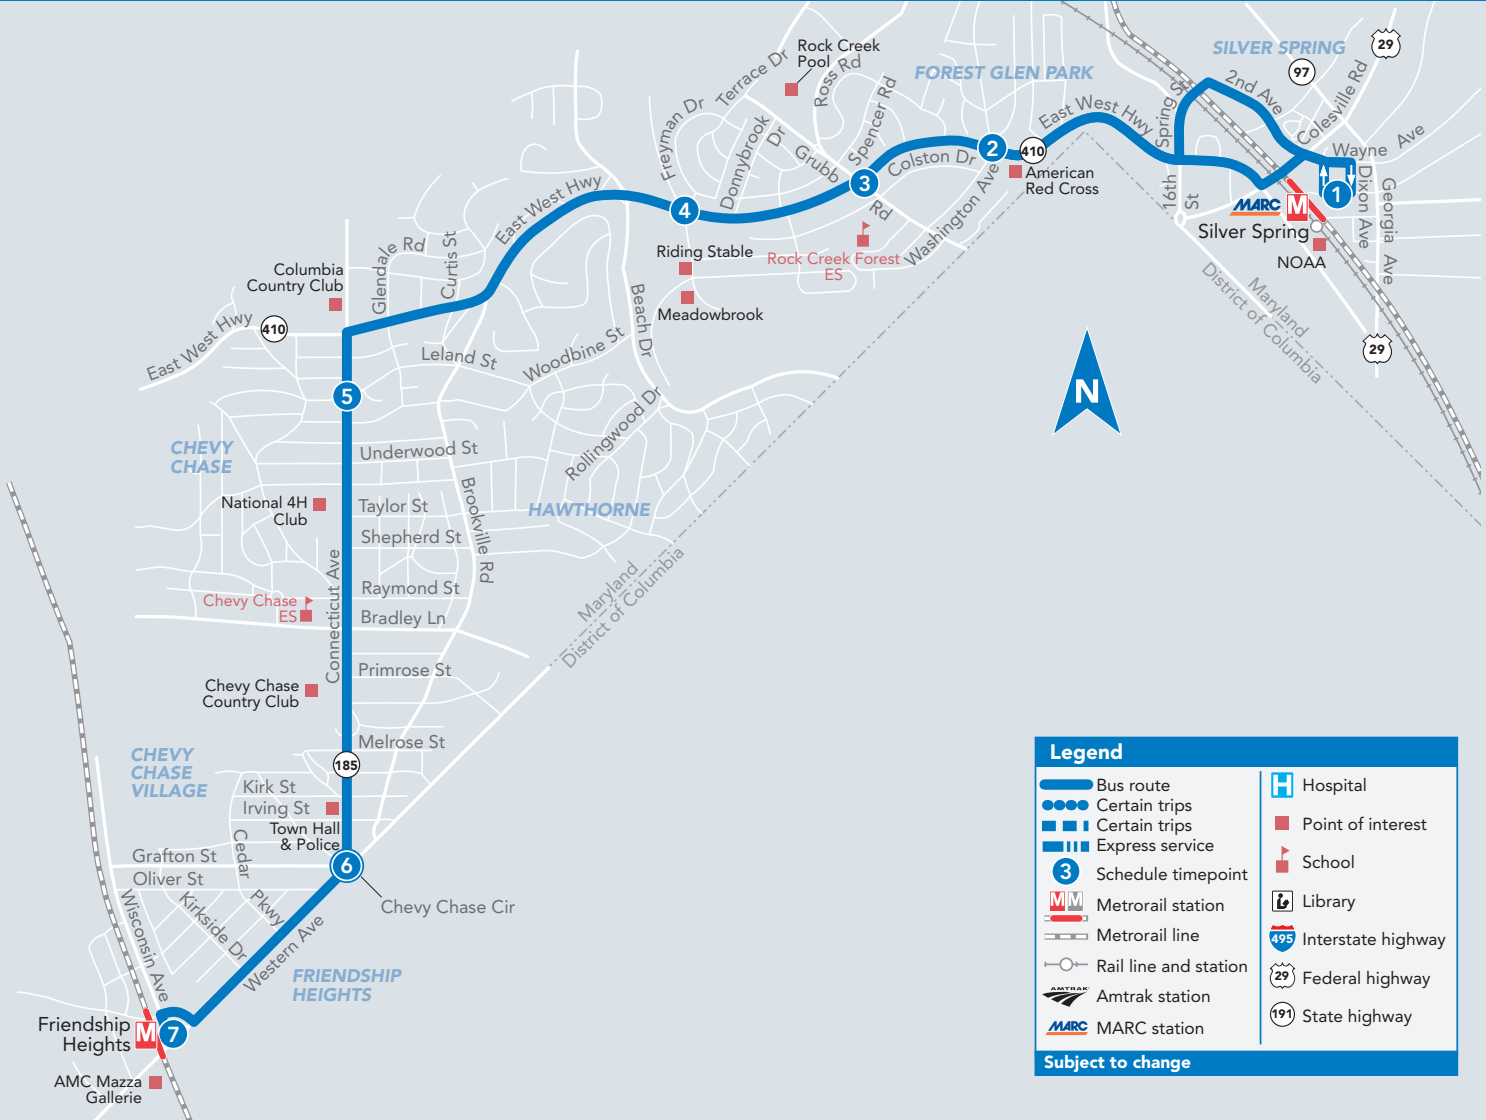 SILVER SPRING
29
97
Rock Creek
Pool
Ross Rd
Terrace Dr
FOREST GLEN PARK
2nd Ave
Colesville Rd
Spring St
East West Hwy
Freyman Dr
Donnybrook
Dr
Spencer Rd
Grubb
Rd
Colston Dr
2
410
American
Red Cross
Wayne Ave
Dixon Ave
Georgia Ave
1
MARC
M
Silver Spring
NOAA
16th
St
3
4
East West Hwy
Washington Ave
Riding Stable
Rock Creek Forest
ES
Meadowbrook
Beach Dr
Maryland
District of Columbia
29
N
Columbia
Country Club
Glendale Rd
Curtis St
East West Hwy
410
Leland St
Woodbine St
5
Rollingwood Dr
CHEVY
CHASE
Underwood St
National 4H
Club
Taylor St
HAWTHORNE
Shepherd St
Brookville Rd
Connecticut Ave
Raymond St
Chevy Chase
ES
Bradley Ln
Maryland
District of Columbia
Primrose St
Chevy Chase
Country Club
Melrose St
CHEVY
CHASE
VILLAGE
185
Kirk St
Irving St
Town Hall
& Police
Cedar
Pkwy
Grafton St
Oliver St
6
Chevy Chase Cir
Kirkside Dr
Wisconsin Ave
Western Ave
FRIENDSHIP
HEIGHTS
Friendship
Heights
M
7
AMC Mazza
Gallerie
Legend
Bus route
Certain trips
Certain trips
Express service
3
Schedule timepoint
M M
Metrorail station
Metrorail line
Rail line and station
AMTRAK
Amtrak station
MARC
MARC station
H
Hospital
Point of interest
School
Library
495
Interstate highway
29
Federal highway
191
State highway
Subject to change